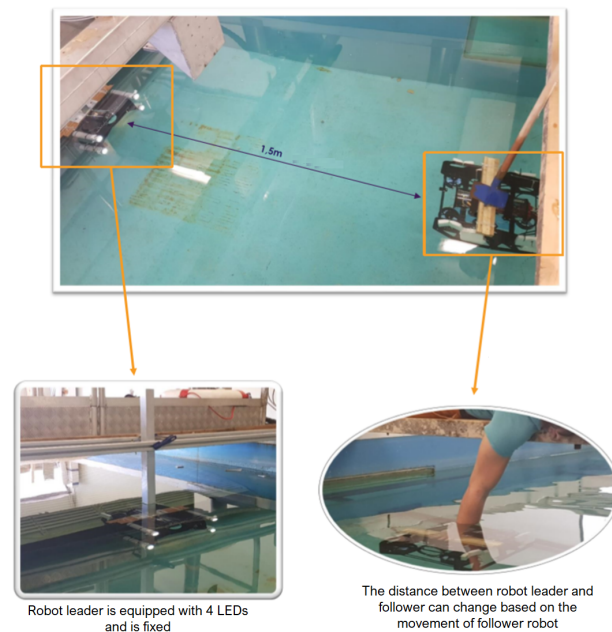 1.5m
Robot leader is equipped with 4 LEDs
and is fixed
The distance between robot leader and
follower can change based on the
movement of follower robot